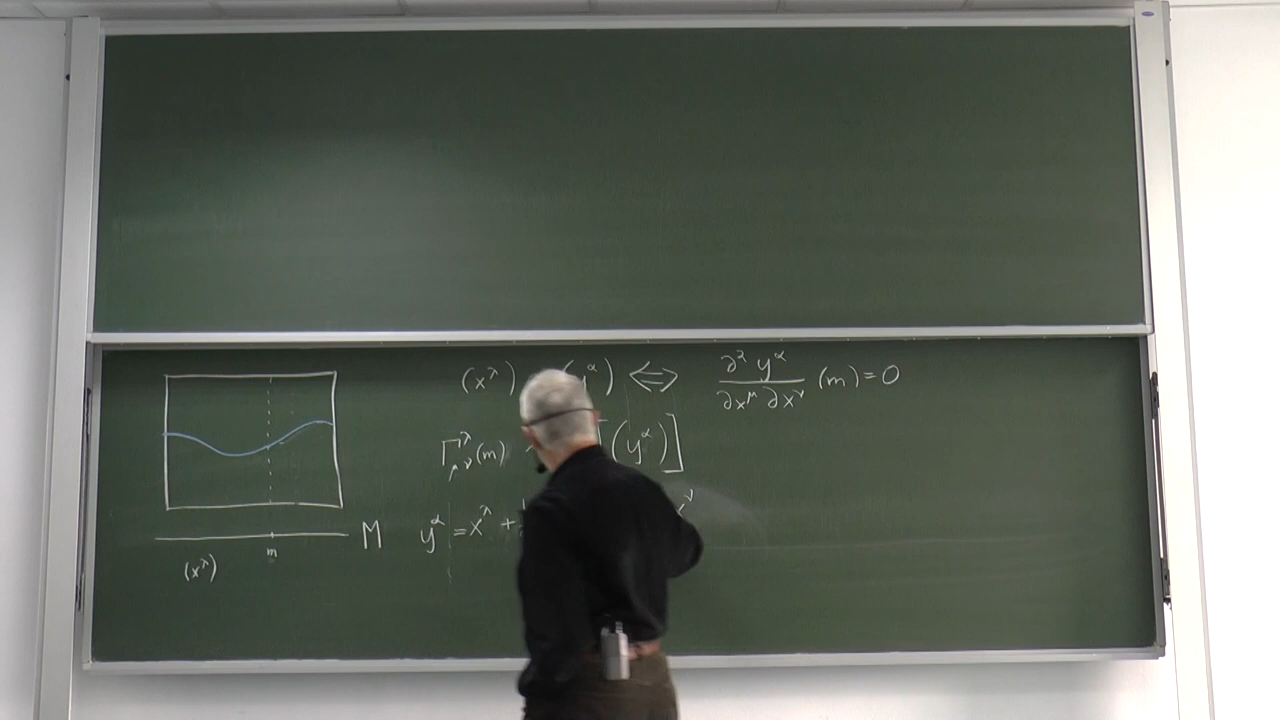 (x^λ) (y^α) ⟺ ∂²y^α / ∂x^μ ∂x^ν (m) = 0
Γ^λ_μν (m) [(y^α)]
y^α = x^λ +
M
m
(x^λ)